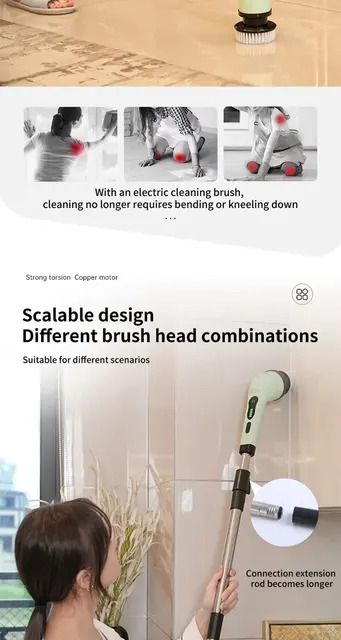 With an electric cleaning brush,
cleaning no longer requires bending or kneeling down
...
Strong torsion Copper motor
Scalable design
Different brush head combinations
Suitable for different scenarios
Connection extension
rod becomes longer